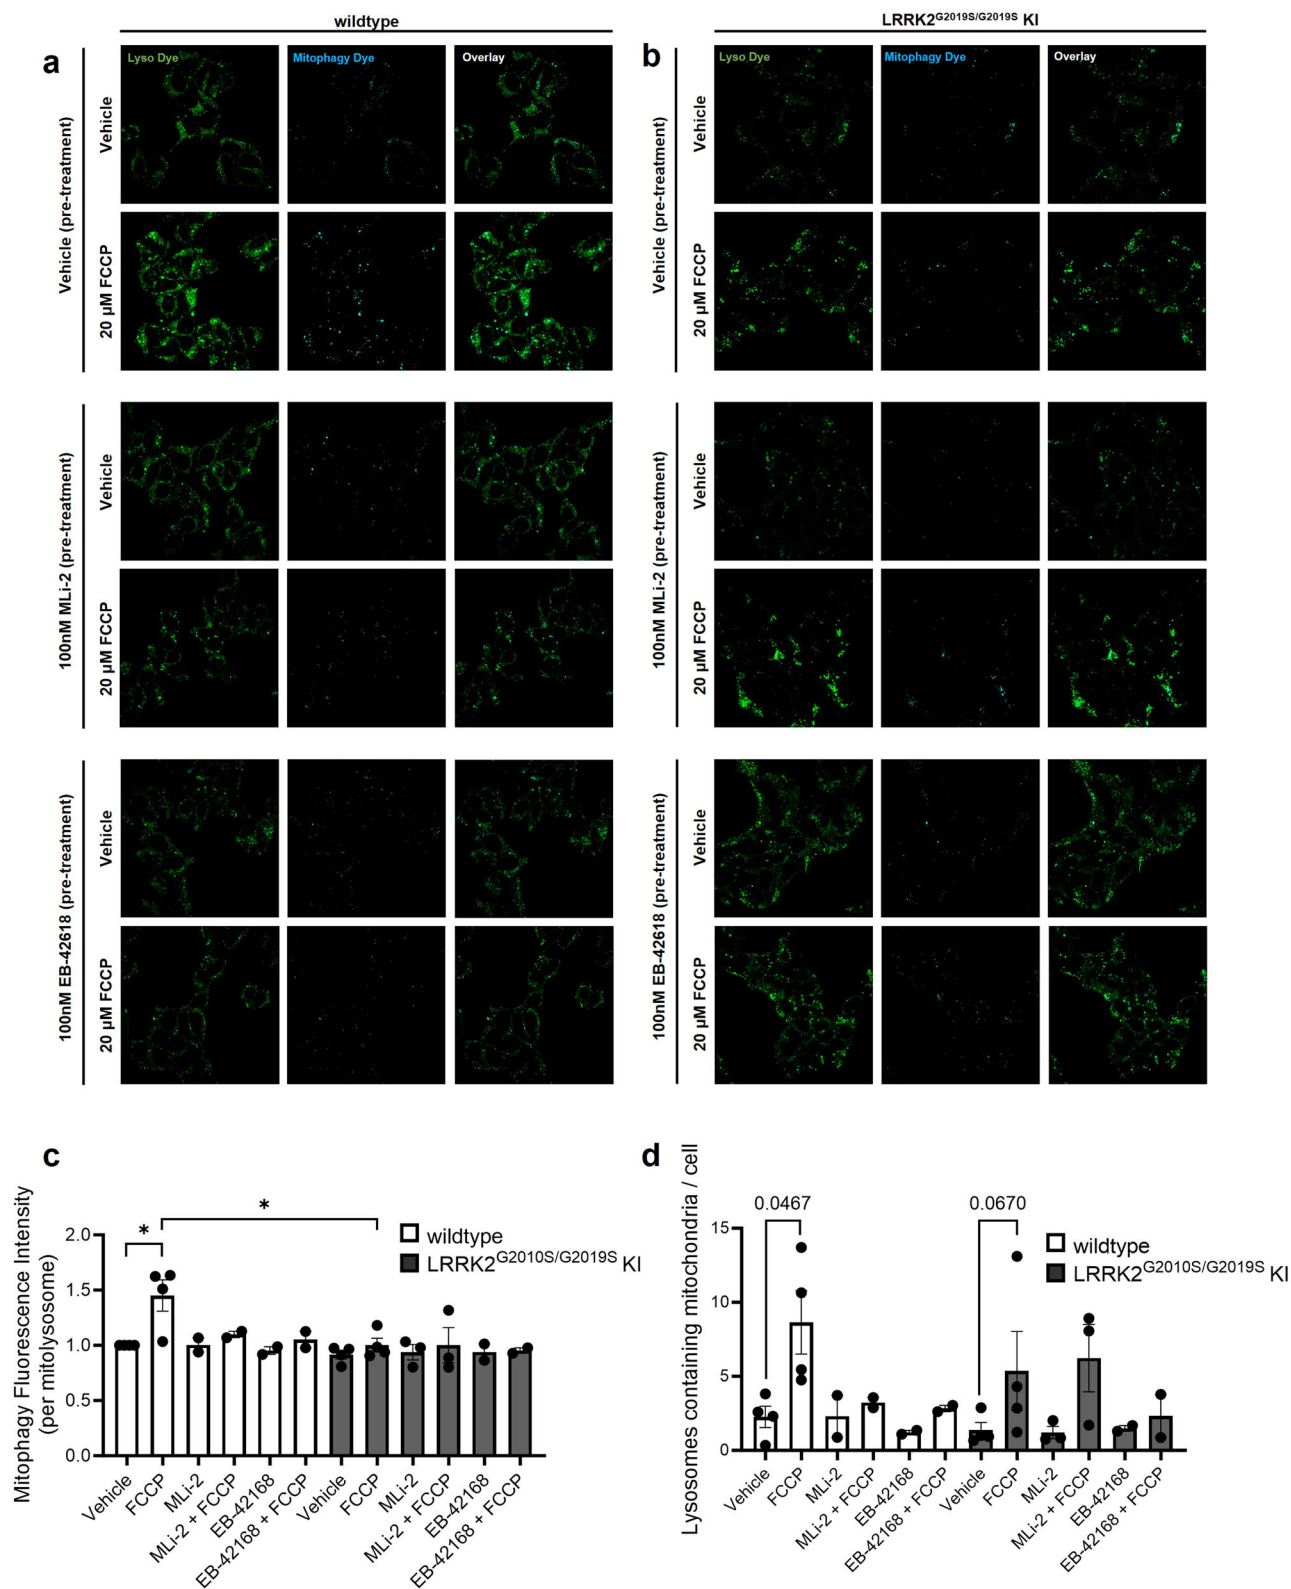 wildtype
LRRK2G2019S/G2019S KI
a
b
Lyso Dye
Mitophagy Dye
Overlay
Lyso Dye
Mitophagy Dye
Overlay
Vehicle (pre-treatment)
Vehicle
20 µM FCCP
Vehicle (pre-treatment)
Vehicle
20 µM FCCP
100nM MLi-2 (pre-treatment)
Vehicle
20 µM FCCP
100nM MLi-2 (pre-treatment)
Vehicle
20 µM FCCP
100nM EB-42618 (pre-treatment)
Vehicle
20 µM FCCP
100nM EB-42618 (pre-treatment)
Vehicle
20 µM FCCP
c
Mitophagy Fluorescence Intensity
(per mitolysosome)
2.0
1.5
1.0
0.5
0.0
*
*
wildtype
LRRK2G2010S/G2019S KI
Vehicle
FCCP
MLi-2
MLi-2 + FCCP
EB-42168
EB-42168 + FCCP
Vehicle
FCCP
MLi-2
MLi-2 + FCCP
EB-42168
EB-42168 + FCCP
d
Lysosomes containing mitochondria / cell
15
10
5
0
0.0467
0.0670
wildtype
LRRK2G2010S/G2019S KI
Vehicle
FCCP
MLi-2
MLi-2 + FCCP
EB-42168
EB-42168 + FCCP
Vehicle
FCCP
MLi-2
MLi-2 + FCCP
EB-42168
EB-42168 + FCCP